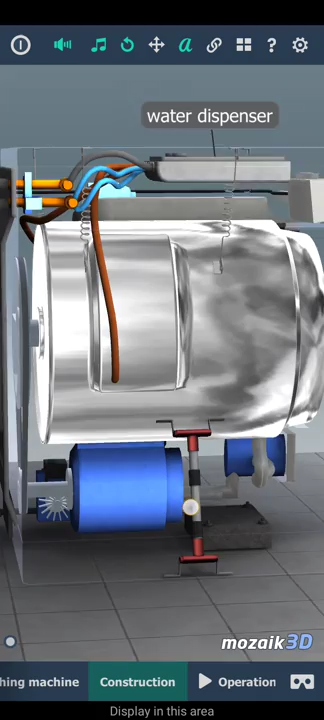 a
?
water dispenser
mozaik3D
hing machine
Construction
Operation
Display in this area